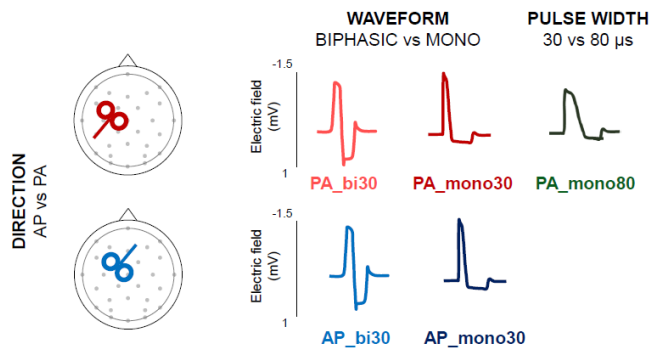 WAVEFORM
BIPHASIC vs MONO
PULSE WIDTH
30 vs 80 µs
DIRECTION
AP vs PA
-1.5
Electric field
(mV)
1
PA_bi30
PA_mono30
PA_mono80
-1.5
Electric field
(mV)
1
AP_bi30
AP_mono30